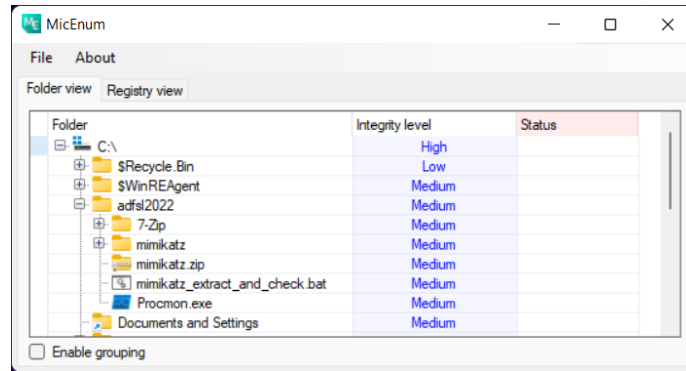 ME MicEnum
File About
Folder view Registry view
Folder Integrity level Status
C:\ High
$Recycle.Bin Low
$WinREAgent Medium
adfsl2022 Medium
7-Zip Medium
mimikatz Medium
mimikatz.zip Medium
mimikatz_extract_and_check.bat Medium
Procmon.exe Medium
Documents and Settings Medium
Enable grouping